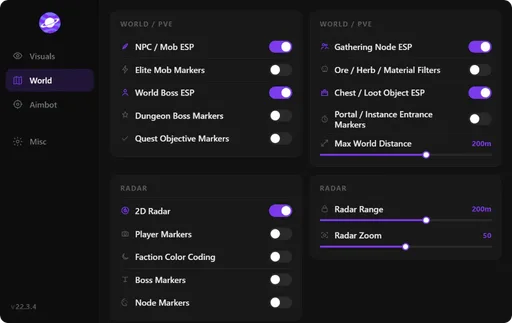 Visuals
World
Aimbot
Misc
v22.3.4
WORLD / PVE
NPC / Mob ESP
Elite Mob Markers
World Boss ESP
Dungeon Boss Markers
Quest Objective Markers
WORLD / PVE
Gathering Node ESP
Ore / Herb / Material Filters
Chest / Loot Object ESP
Portal / Instance Entrance
Markers
Max World Distance 200m
RADAR
2D Radar
Player Markers
Faction Color Coding
Boss Markers
Node Markers
RADAR
Radar Range 200m
Radar Zoom 50